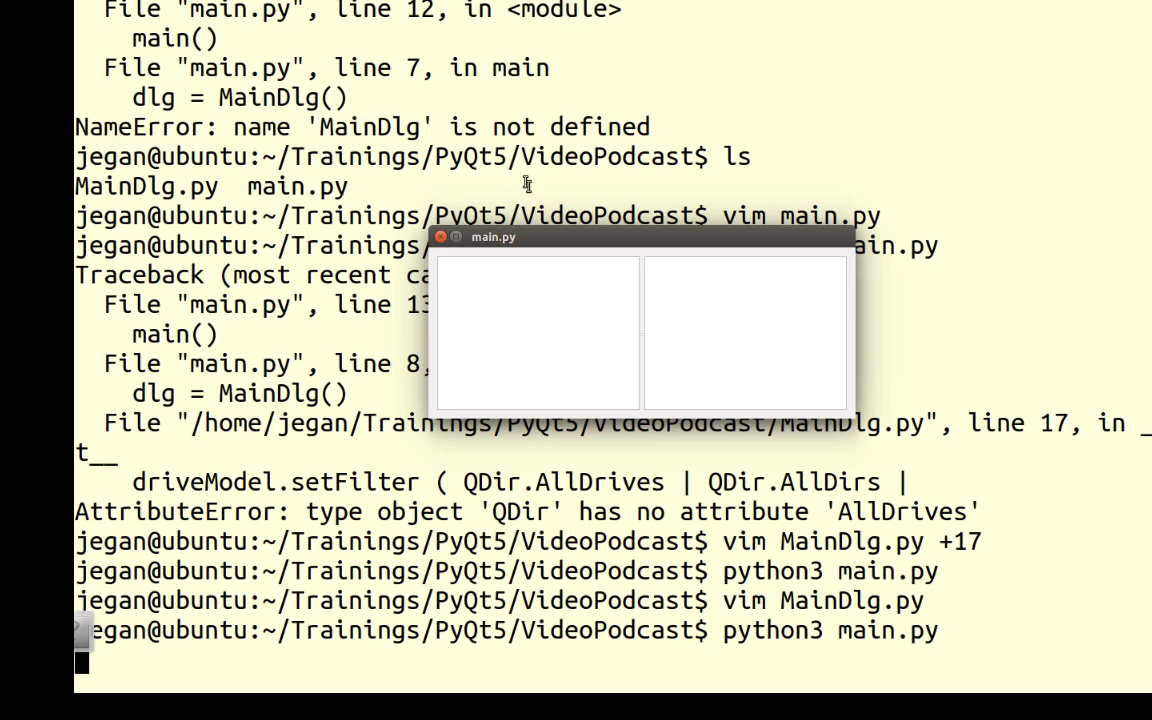 File "main.py", line 12, in <module>
main()
File "main.py", line 7, in main
dlg = MainDlg()
NameError: name 'MainDlg' is not defined
jegan@ubuntu:~/Trainings/PyQt5/VideoPodcast$ ls
MainDlg.py  main.py
jegan@ubuntu:~/Trainings/PyQt5/VideoPodcast$ vim main.py
main.py
jegan@ubuntu:~/Trainings/PyQt5/ ain.py
Traceback (most recent ca
File "main.py", line 13
main()
File "main.py", line 8,
dlg = MainDlg()
File "/home/jegan/Trainings/PyQt5/VideoPodcast/MainDlg.py", line 17, in _
t__
driveModel.setFilter ( QDir.AllDrives | QDir.AllDirs |
AttributeError: type object 'QDir' has no attribute 'AllDrives'
jegan@ubuntu:~/Trainings/PyQt5/VideoPodcast$ vim MainDlg.py +17
jegan@ubuntu:~/Trainings/PyQt5/VideoPodcast$ python3 main.py
jegan@ubuntu:~/Trainings/PyQt5/VideoPodcast$ vim MainDlg.py
jegan@ubuntu:~/Trainings/PyQt5/VideoPodcast$ python3 main.py